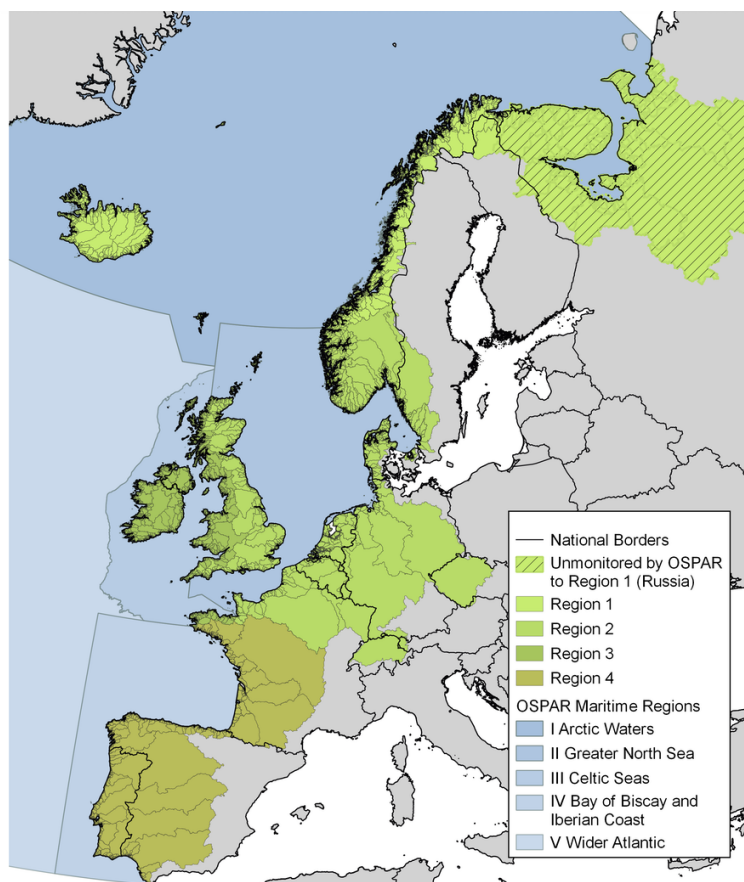 National Borders
Unmonitored by OSPAR
to Region 1 (Russia)
Region 1
Region 2
Region 3
Region 4
OSPAR Maritime Regions
I Arctic Waters
II Greater North Sea
III Celtic Seas
IV Bay of Biscay and
Iberian Coast
V Wider Atlantic